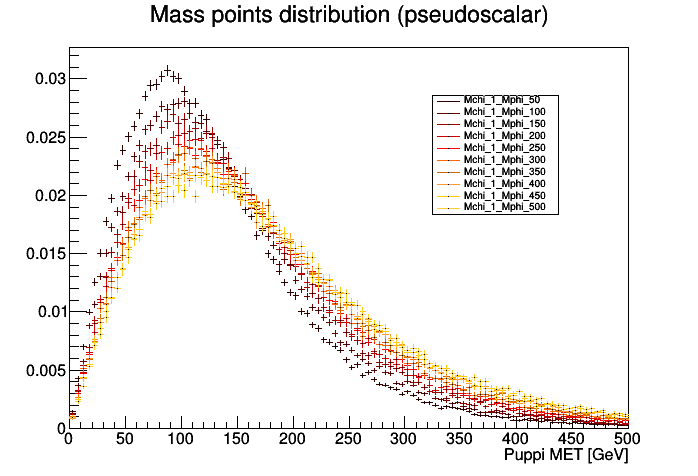 Mass points distribution (pseudoscalar)
0.03
0.025
0.02
0.015
0.01
0.005
0
Mchi_1_Mphi_50
Mchi_1_Mphi_100
Mchi_1_Mphi_150
Mchi_1_Mphi_200
Mchi_1_Mphi_250
Mchi_1_Mphi_300
Mchi_1_Mphi_350
Mchi_1_Mphi_400
Mchi_1_Mphi_450
Mchi_1_Mphi_500
0 50 100 150 200 250 300 350 400 450 500
Puppi MET [GeV]